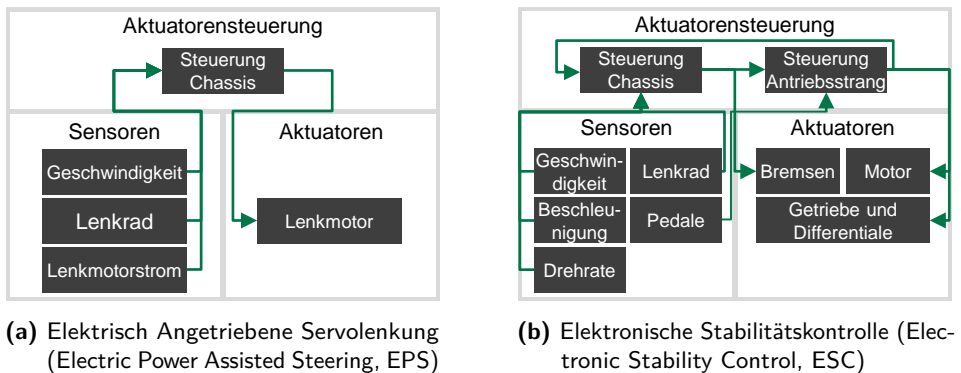 Aktuatorensteuerung
Steuerung
Chassis
Sensoren
Geschwindigkeit
Lenkrad
Lenkmotorstrom
Aktuatoren
Lenkmotor
(a) Elektrisch Angetriebene Servolenkung
(Electric Power Assisted Steering, EPS)
Aktuatorensteuerung
Steuerung
Chassis
Steuerung
Antriebsstrang
Sensoren
Geschwin-
digkeit
Lenkrad
Beschleu-
nigung
Pedale
Drehrate
Aktuatoren
Bremsen
Motor
Getriebe und
Differentiale
(b) Elektronische Stabilitätskontrolle (Elec-
tronic Stability Control, ESC)